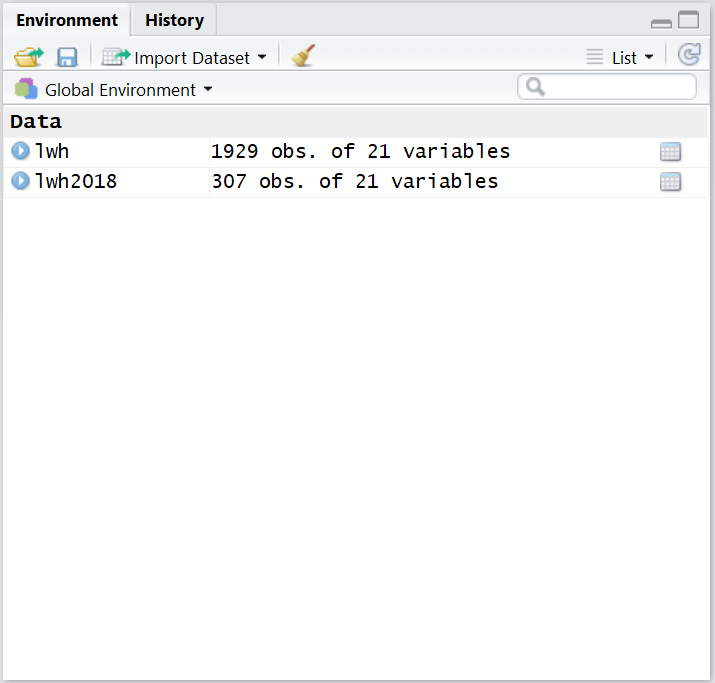 Environment History
Import Dataset List
Global Environment
Data
lwh 1929 obs. of 21 variables
lwh2018 307 obs. of 21 variables